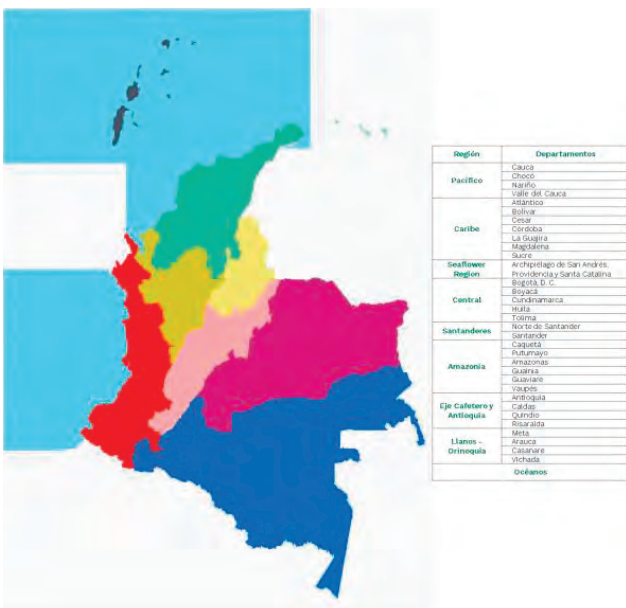 Región Departamentos
Pacífico
Cauca
Chocó
Nariño
Valle del Cauca
Caribe
Atlántico
Bolívar
Cesar
Córdoba
La Guajira
Magdalena
Sucre
Seaflower Region
Archipiélago de San Andrés,
Providencia y Santa Catalina
Central
Bogotá, D. C.
Boyacá
Cundinamarca
Huila
Tolima
Santanderes
Norte de Santander
Santander
Amazonia
Caquetá
Putumayo
Amazonas
Guainía
Guaviare
Vaupés
Eje Cafetero y
Antioquia
Antioquia
Caldas
Quindío
Risaralda
Llanos -
Orinoquia
Meta
Arauca
Casanare
Vichada
Océanos